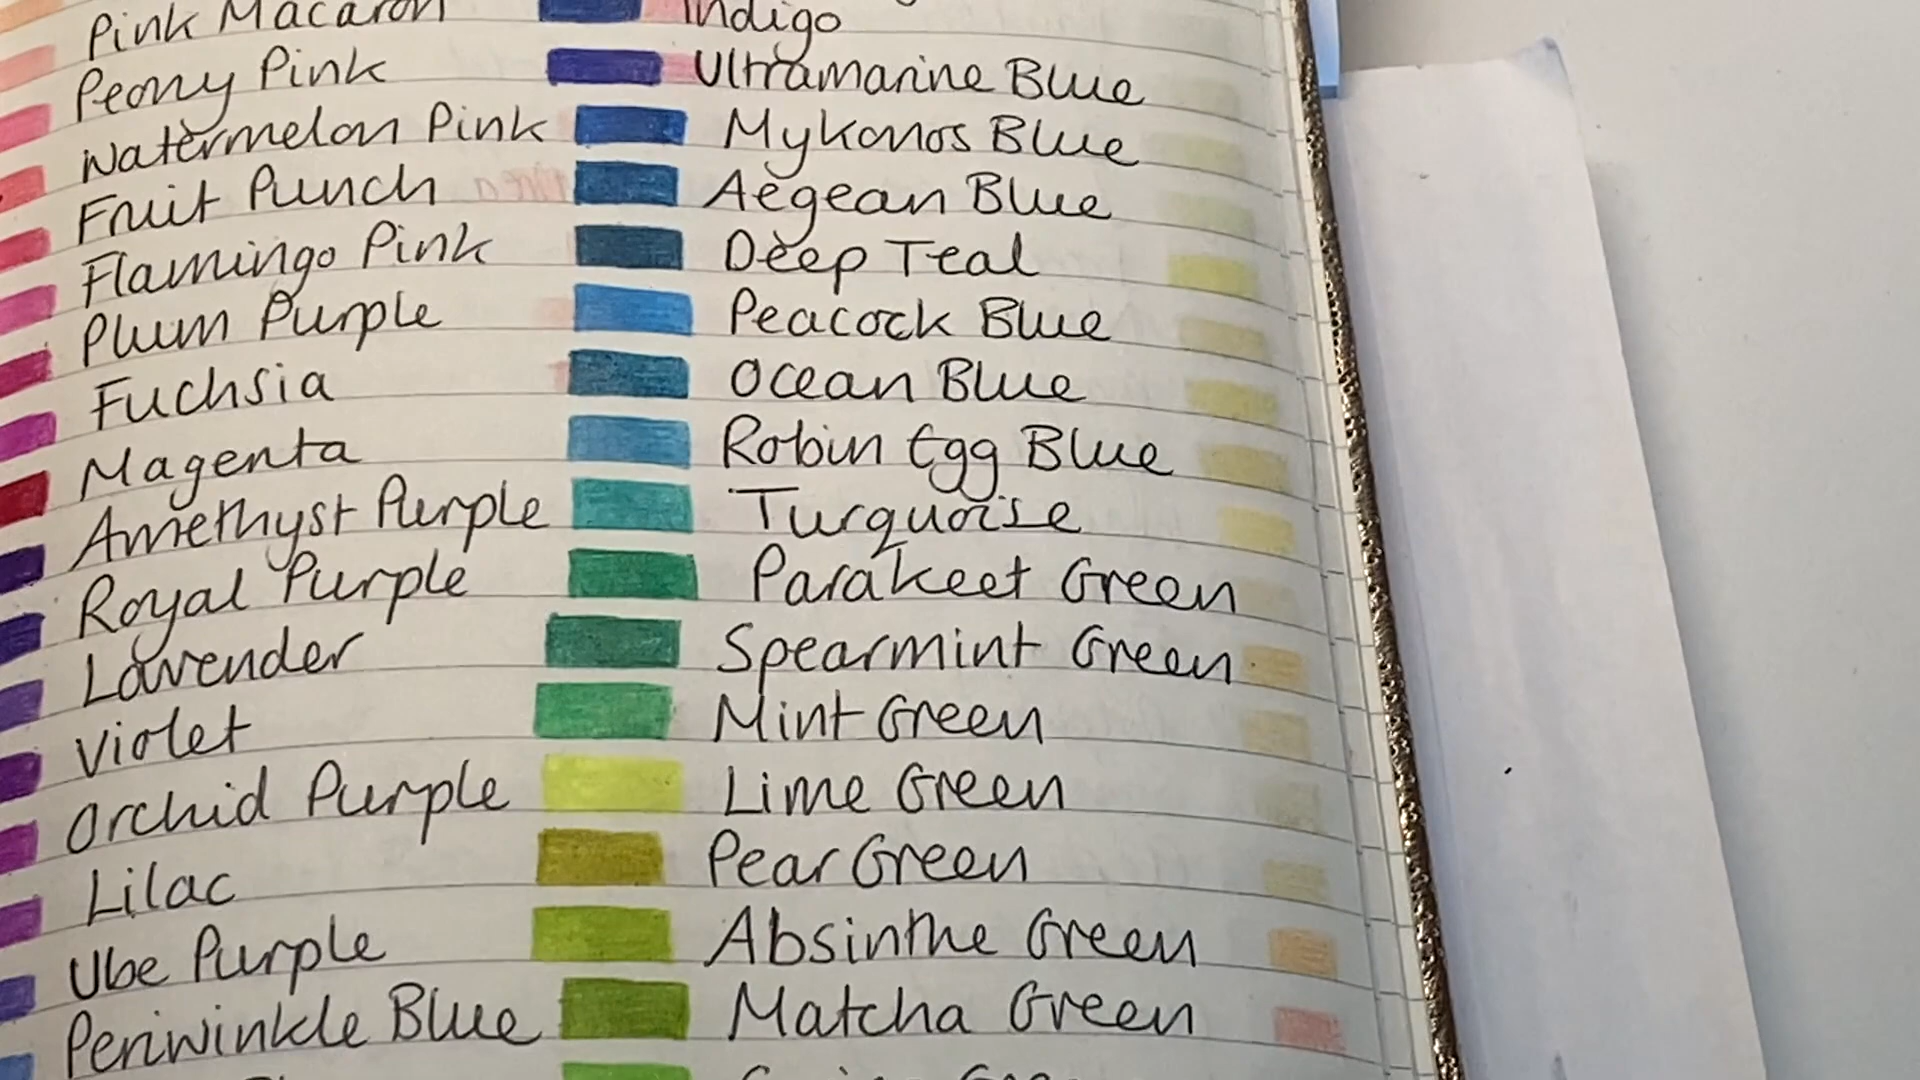 Pink Macaron
Peony Pink
Watermelon Pink
Fruit Punch
Flamingo Pink
Plum Purple
Fuchsia
Magenta
Amethyst Purple
Royal Purple
Lavender
Violet
Orchid Purple
Lilac
Ube Purple
Periwinkle Blue
Indigo
Ultramarine Blue
Mykonos Blue
Aegean Blue
Deep Teal
Peacock Blue
Ocean Blue
Robin Egg Blue
Turquoise
Parakeet Green
Spearmint Green
Mint Green
Lime Green
Pear Green
Absinthe Green
Matcha Green